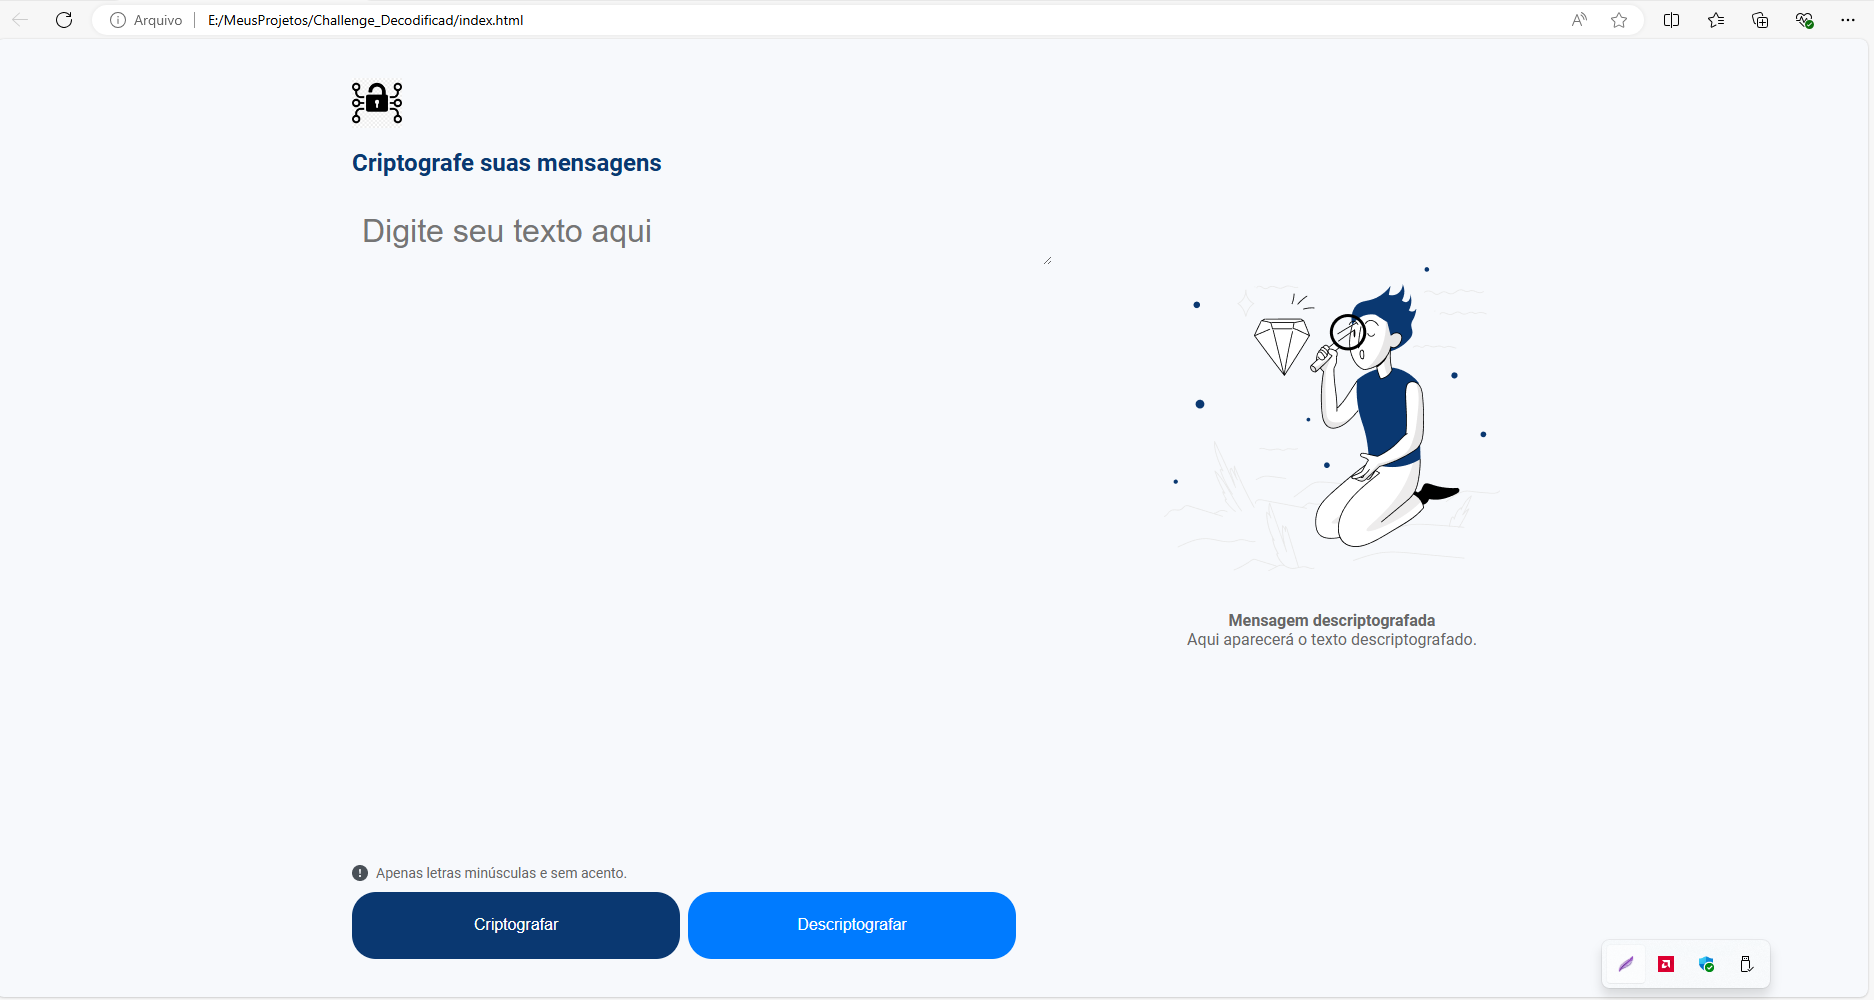 Arquivo
E:/MeusProjetos/Challenge_Decodificad/index.html
Criptografe suas mensagens
Digite seu texto aqui
Mensagem descriptografada
Aqui aparecerá o texto descriptografado.
Apenas letras minúsculas e sem acento.
Criptografar
Descriptografar